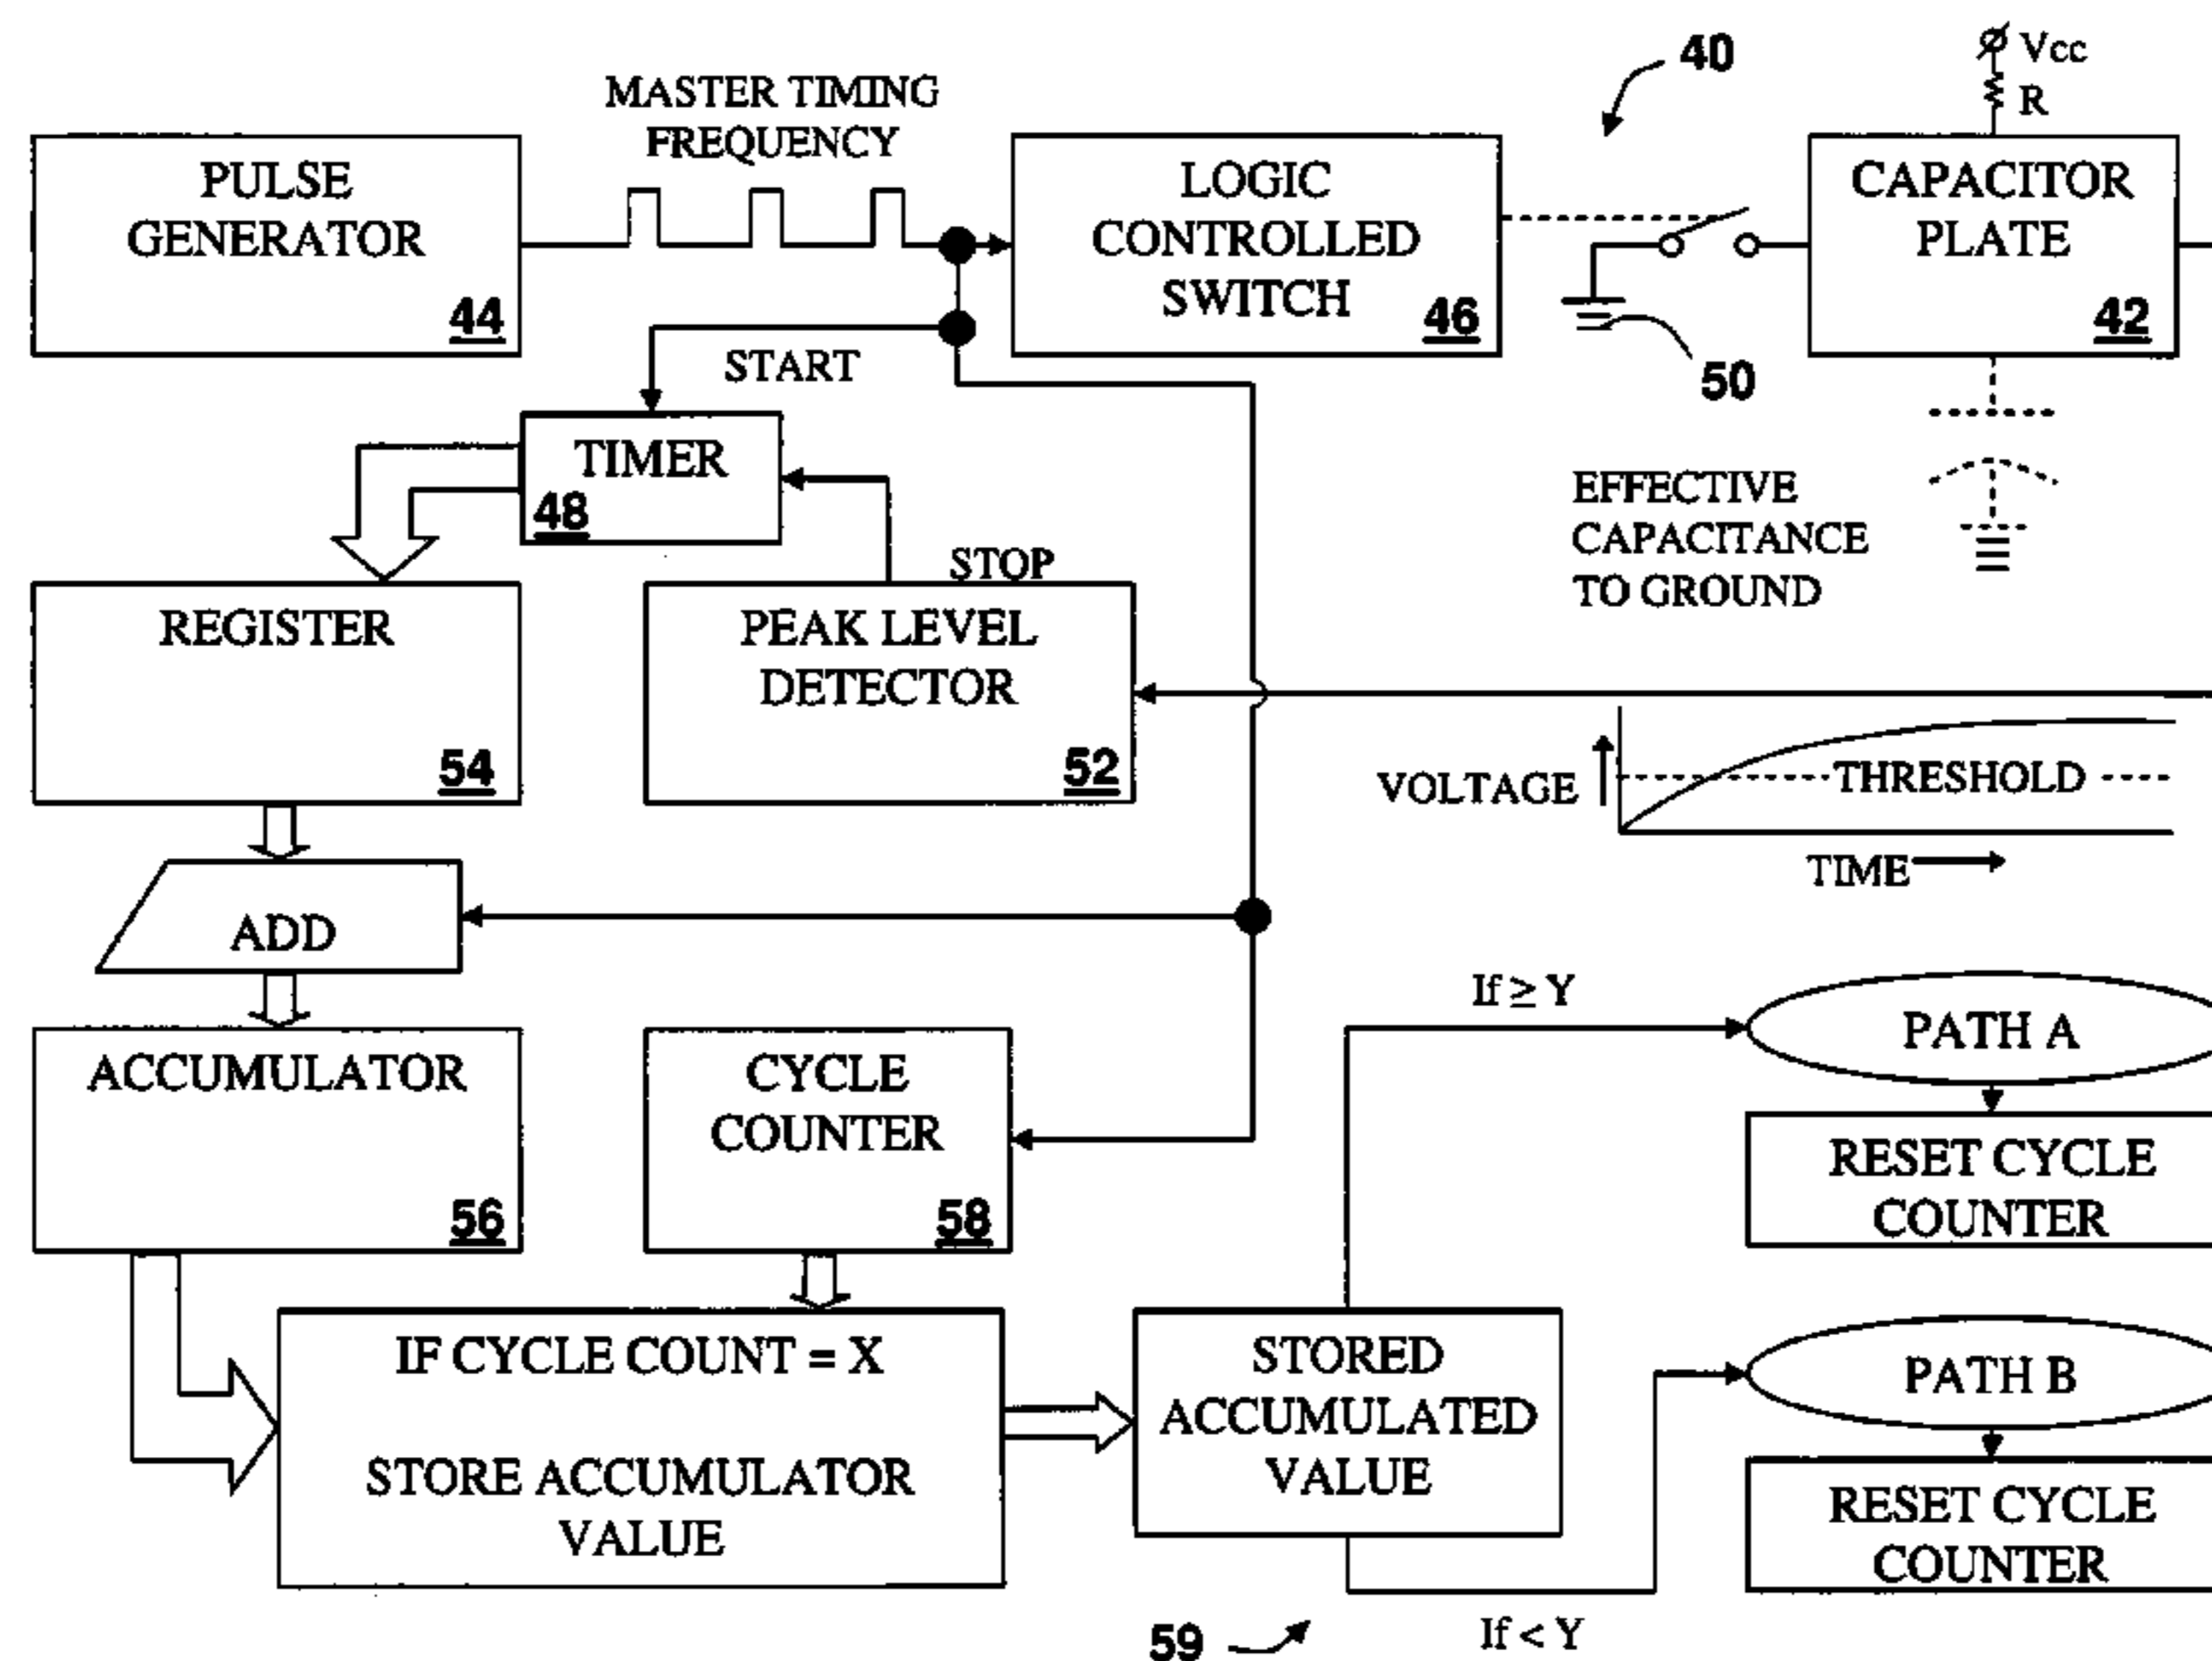 MASTER TIMING
FREQUENCY
40
Vcc
R
PULSE
GENERATOR
44
LOGIC
CONTROLLED
SWITCH
46
50
CAPACITOR
PLATE
42
START
TIMER
48
STOP
EFFECTIVE
CAPACITANCE
TO GROUND
REGISTER
54
PEAK LEVEL
DETECTOR
52
VOLTAGE
THRESHOLD
TIME
ADD
If ≥ Y
PATH A
RESET CYCLE
COUNTER
ACCUMULATOR
56
CYCLE
COUNTER
58
IF CYCLE COUNT = X
STORE ACCUMULATOR
VALUE
STORED
ACCUMULATED
VALUE
PATH B
RESET CYCLE
COUNTER
59
If < Y